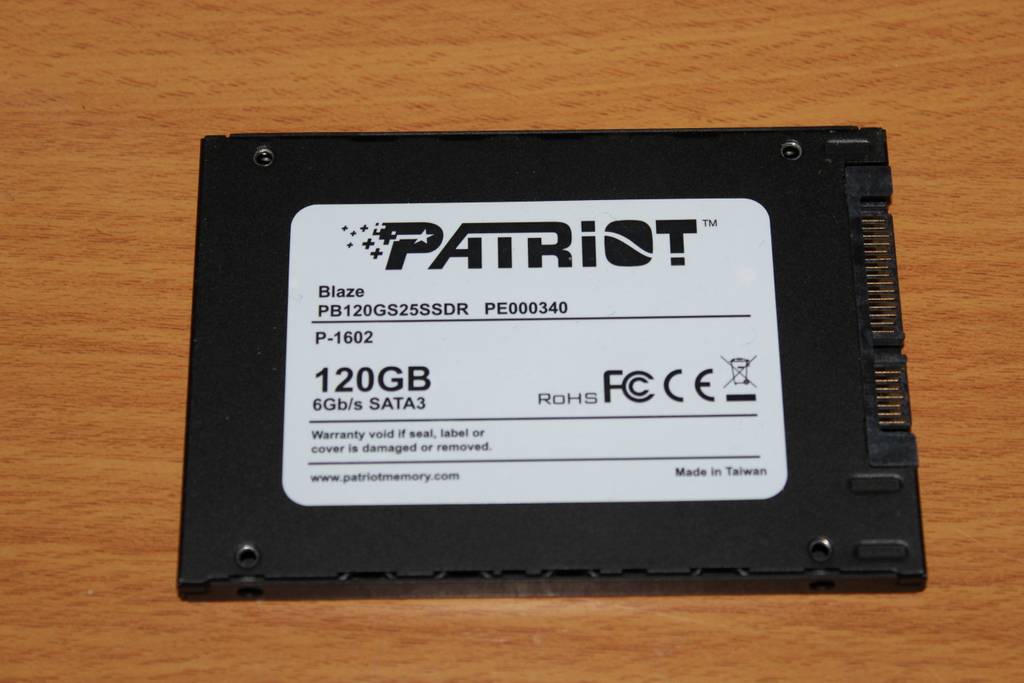 PATRIOT™
Blaze
PB120GS25SSDR PE000340
P-1602
120GB
6Gb/s SATA3
RoHS FC CE
Warranty void if seal, label or
cover is damaged or removed.
www.patriotmemory.com Made in Taiwan